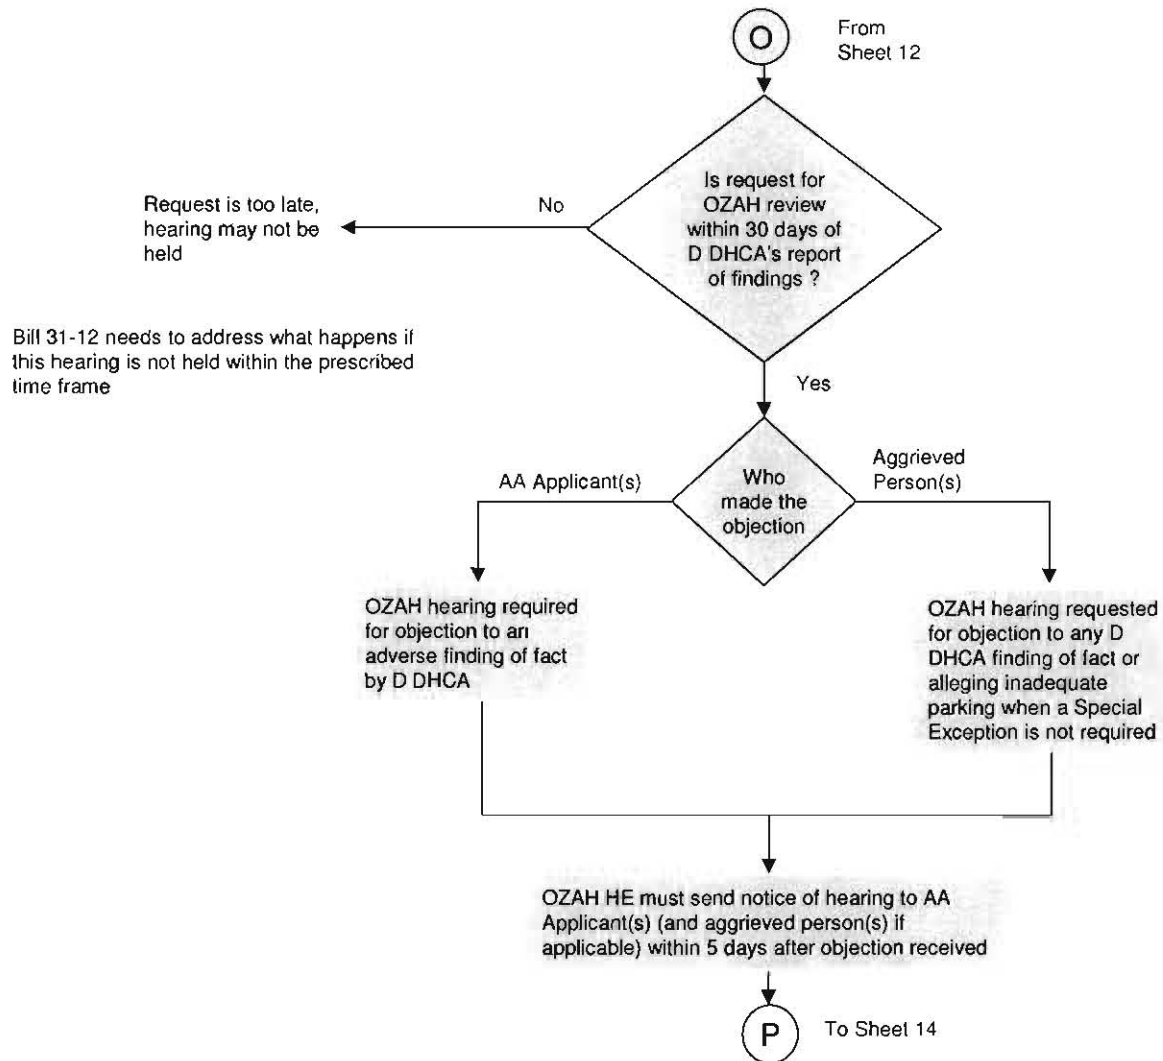 O
From
Sheet 12
Is request for
OZAH review
within 30 days of
D DHCA's report
of findings ?
No
Request is too late,
hearing may not be
held
Bill 31-12 needs to address what happens if
this hearing is not held within the prescribed
time frame
Yes
Who
made the
objection
AA Applicant(s)
Aggrieved
Person(s)
OZAH hearing required
for objection to an
adverse finding of fact
by D DHCA
OZAH hearing requested
for objection to any D
DHCA finding of fact or
alleging inadequate
parking when a Special
Exception is not required
OZAH HE must send notice of hearing to AA
Applicant(s) (and aggrieved person(s) if
applicable) within 5 days after objection received
P
To Sheet 14